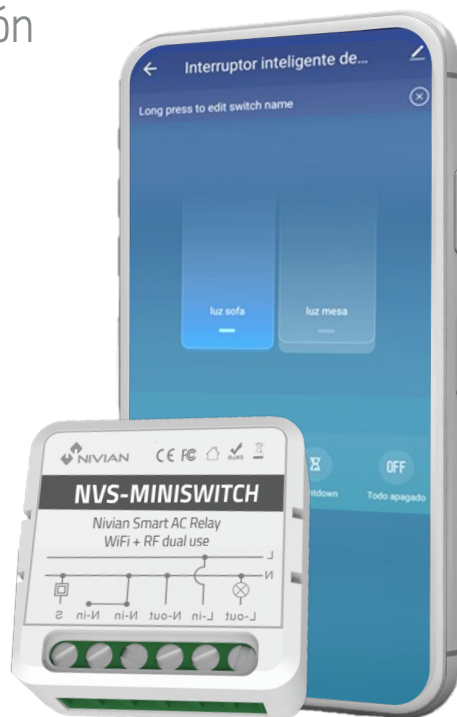 ón
Interruptor inteligente de...
Long press to edit switch name
luz sofa
luz mesa
ntdown
OFF
Todo apagado
NIVIAN
CE FC RoHS
NVS-MINISWITCH
Nivian Smart AC Relay
WiFi + RF dual use
L
N
S N-in N-in N-out L-in L-out